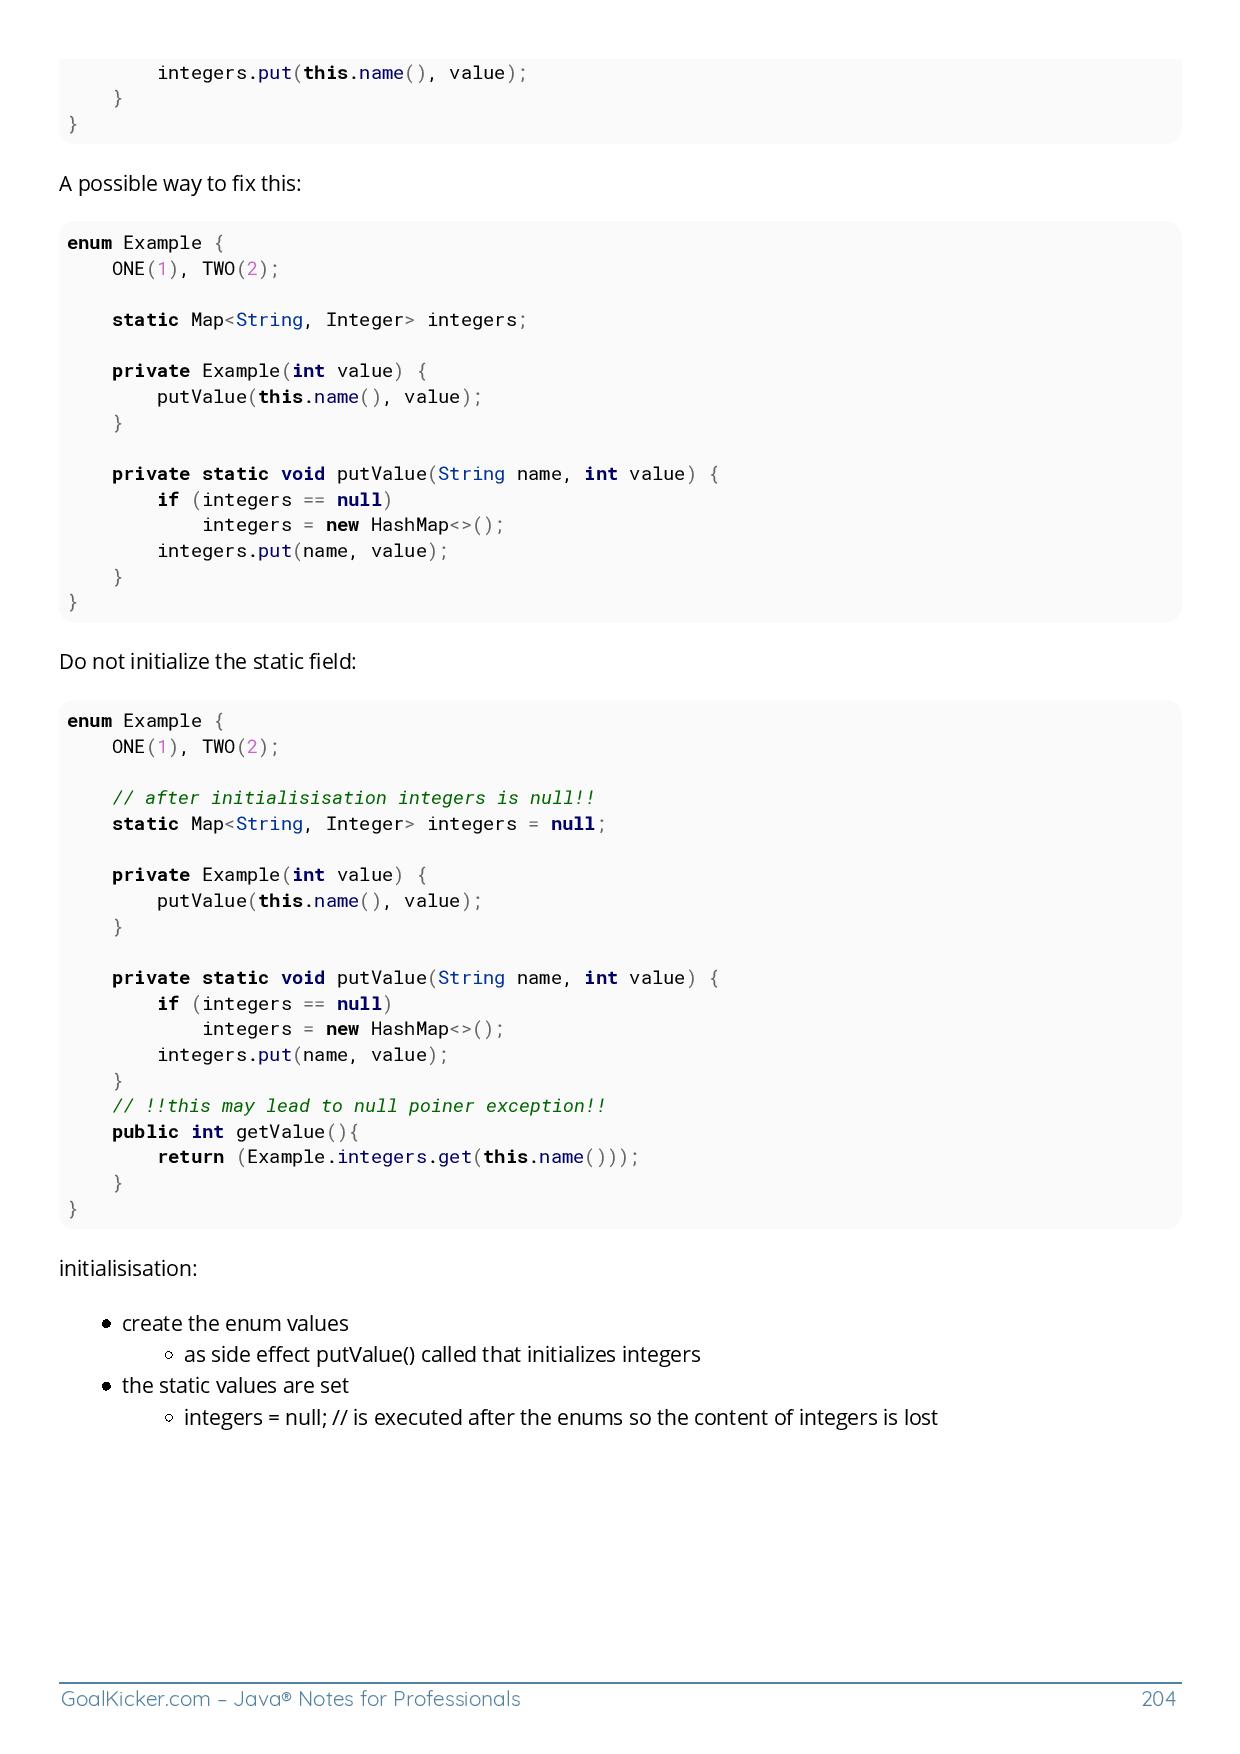 integers.put(this.name(), value);
    }
}
A possible way to fix this:
enum Example {
    ONE(1), TWO(2);

    static Map<String, Integer> integers;

    private Example(int value) {
        putValue(this.name(), value);
    }

    private static void putValue(String name, int value) {
        if (integers == null)
            integers = new HashMap<>();
        integers.put(name, value);
    }
}
Do not initialize the static field:
enum Example {
    ONE(1), TWO(2);

    // after initialisisation integers is null!!
    static Map<String, Integer> integers = null;

    private Example(int value) {
        putValue(this.name(), value);
    }

    private static void putValue(String name, int value) {
        if (integers == null)
            integers = new HashMap<>();
        integers.put(name, value);
    }
    // !!this may lead to null poiner exception!!
    public int getValue(){
        return (Example.integers.get(this.name()));
    }
}
initialisisation:
● create the enum values
○ as side effect putValue() called that initializes integers
● the static values are set
○ integers = null; // is executed after the enums so the content of integers is lost
GoalKicker.com – Java® Notes for Professionals 204